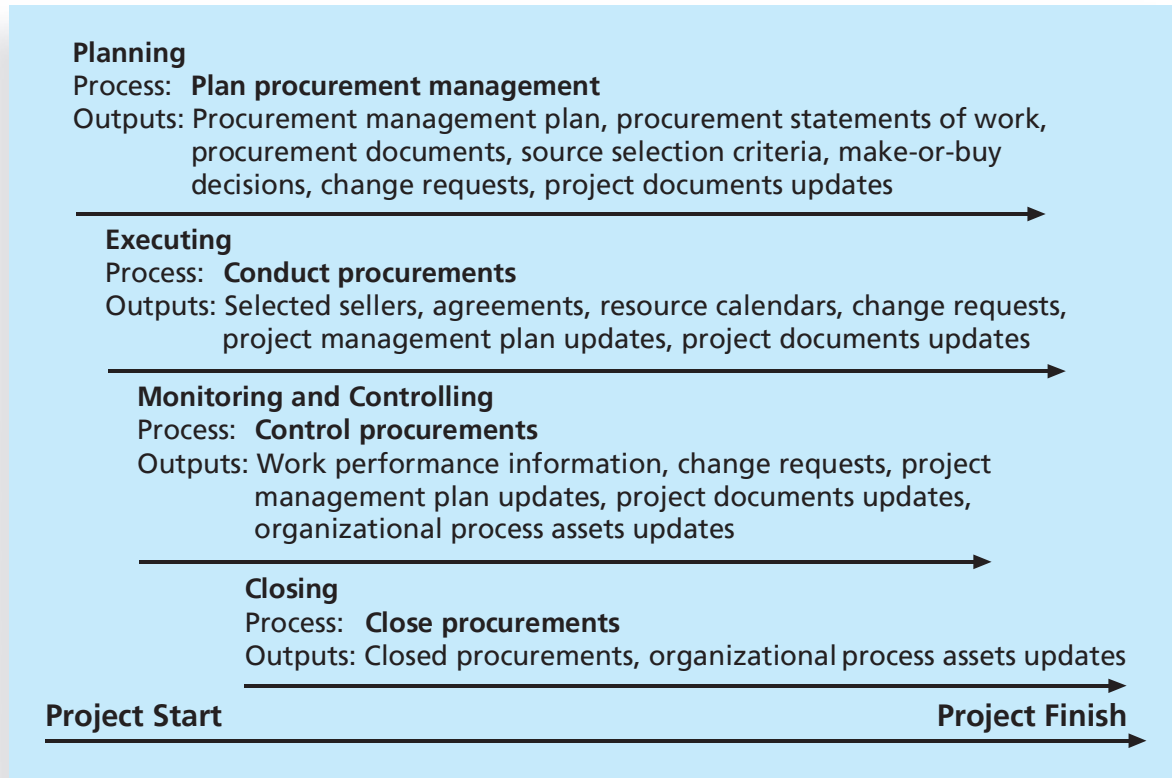 Planning
Process: Plan procurement management
Outputs: Procurement management plan, procurement statements of work,
procurement documents, source selection criteria, make-or-buy
decisions, change requests, project documents updates
Executing
Process: Conduct procurements
Outputs: Selected sellers, agreements, resource calendars, change requests,
project management plan updates, project documents updates
Monitoring and Controlling
Process: Control procurements
Outputs: Work performance information, change requests, project
management plan updates, project documents updates,
organizational process assets updates
Closing
Process: Close procurements
Outputs: Closed procurements, organizational process assets updates
Project Start Project Finish